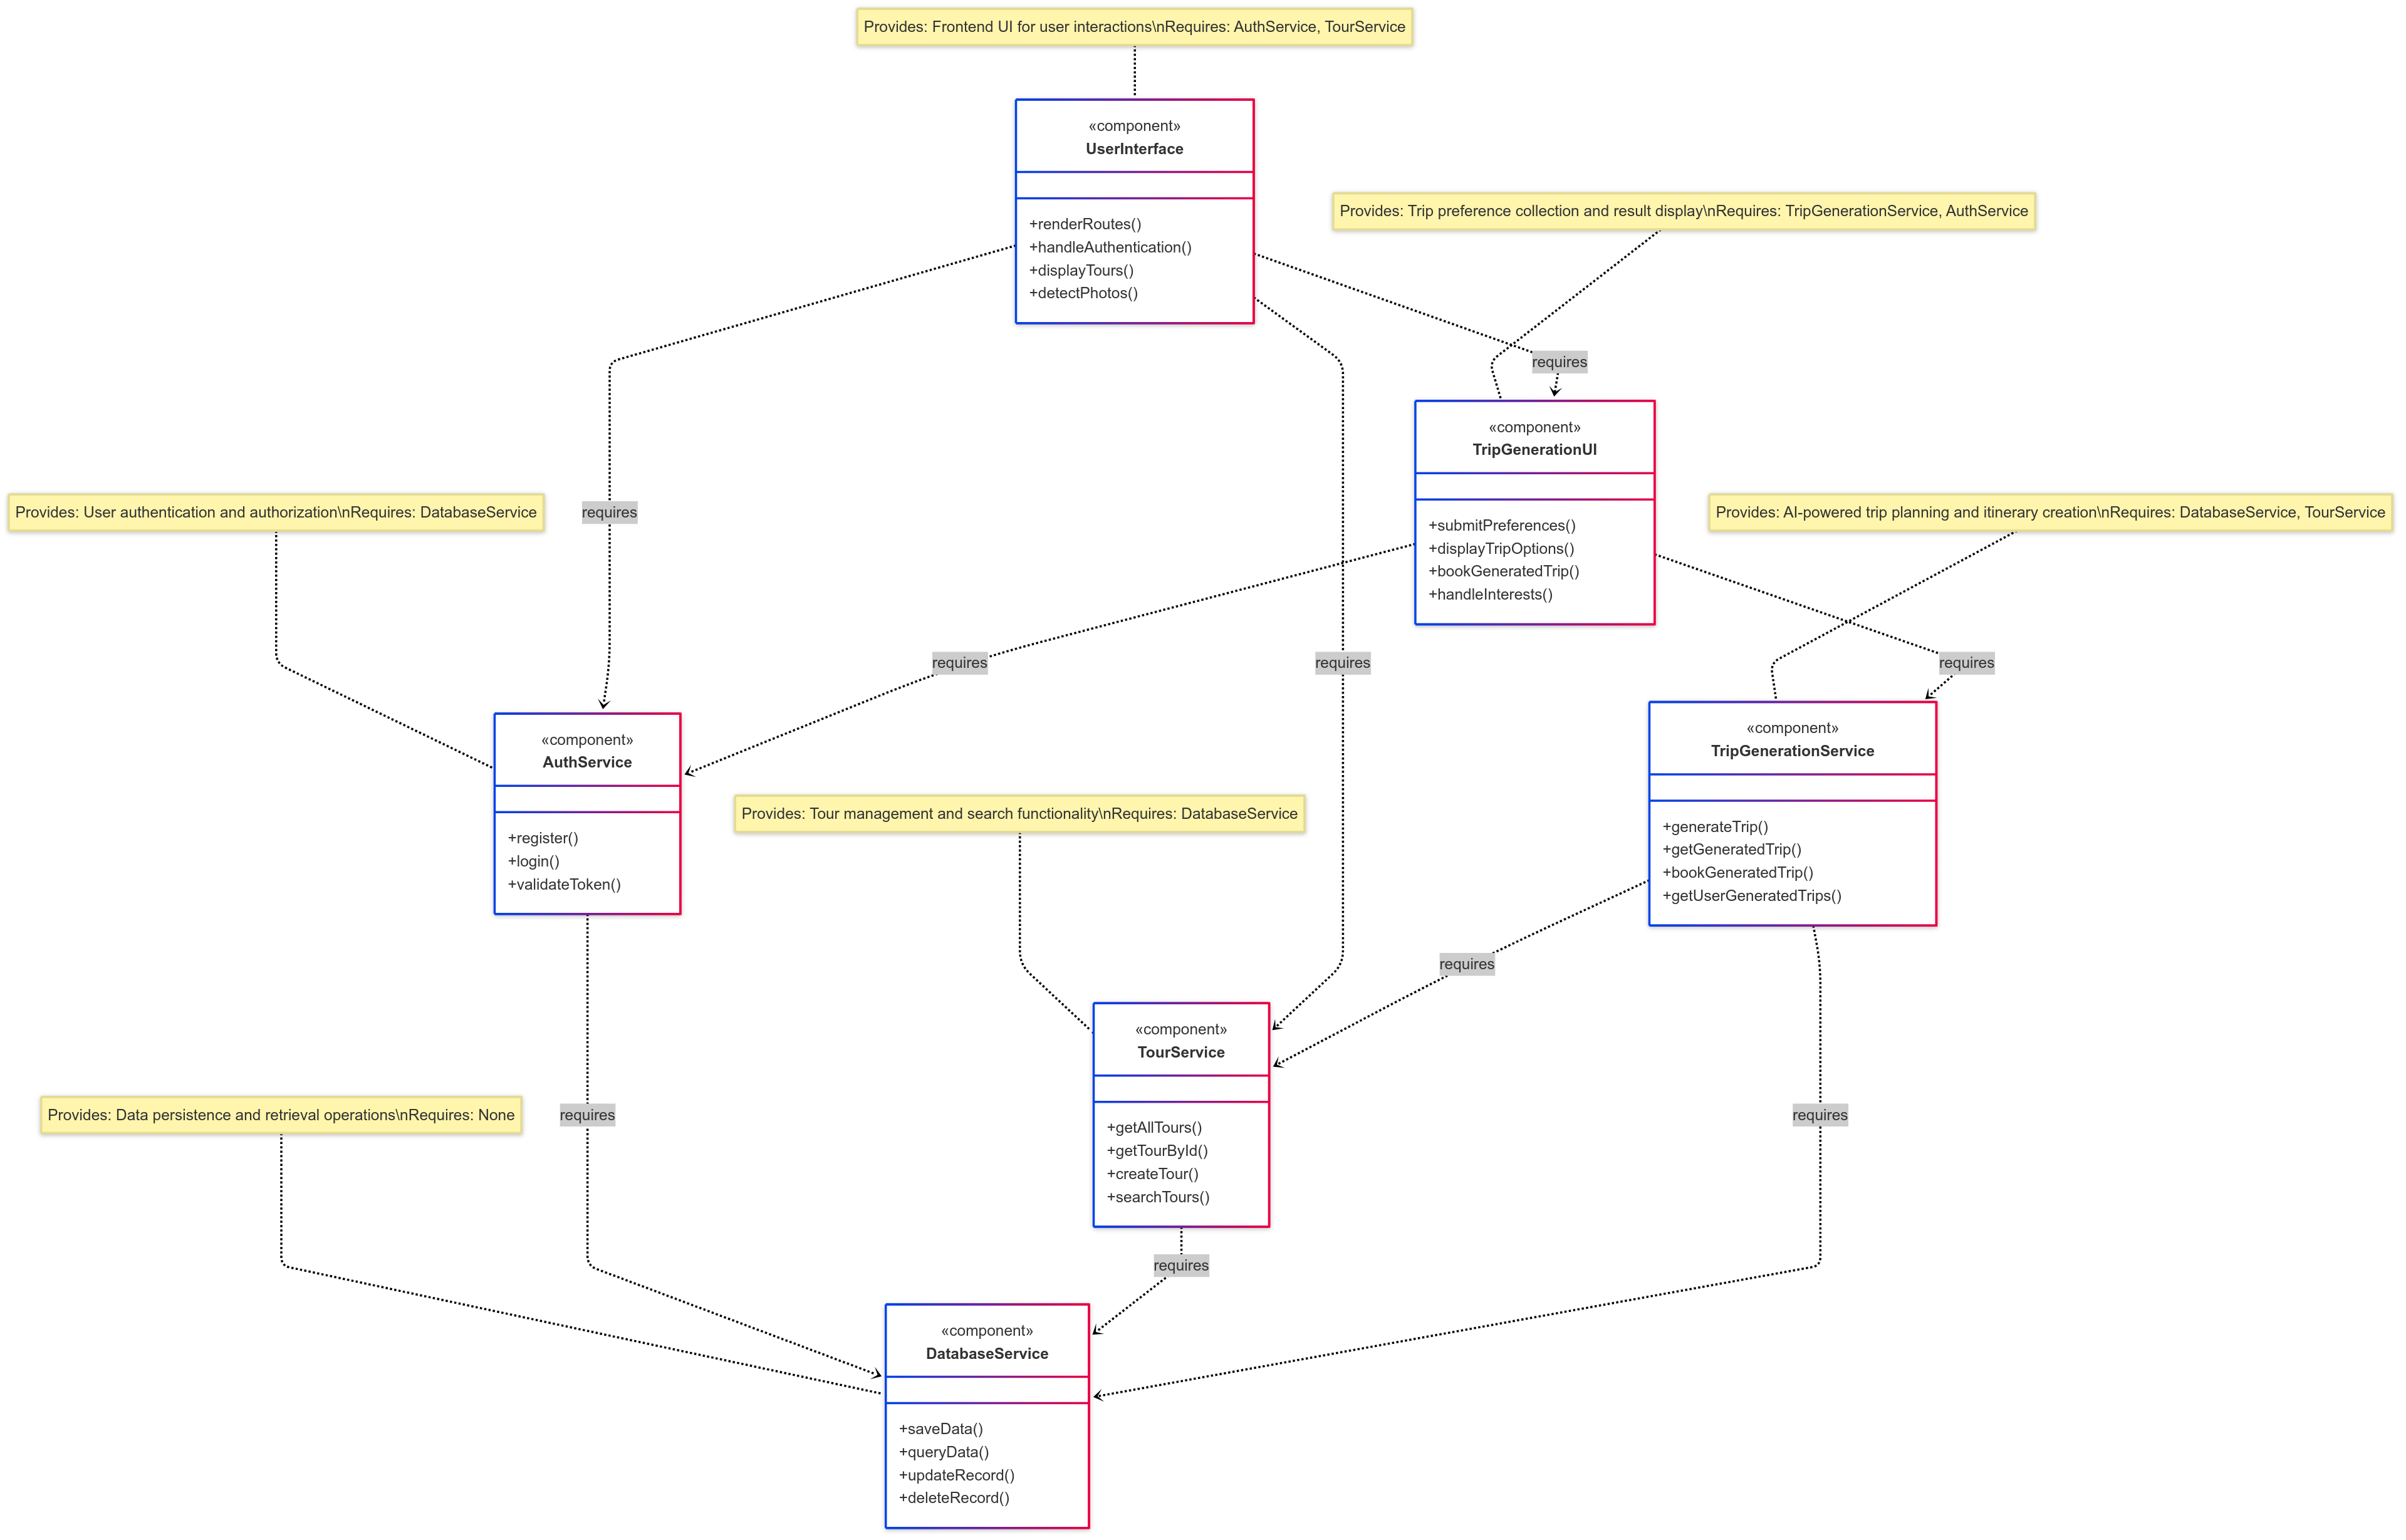 Provides: Frontend UI for user interactions\nRequires: AuthService, TourService
«component»
UserInterface
+renderRoutes()
+handleAuthentication()
+displayTours()
+detectPhotos()
Provides: Trip preference collection and result display\nRequires: TripGenerationService, AuthService
requires
«component»
TripGenerationUI
+submitPreferences()
+displayTripOptions()
+bookGeneratedTrip()
+handleInterests()
Provides: User authentication and authorization\nRequires: DatabaseService
requires
Provides: AI-powered trip planning and itinerary creation\nRequires: DatabaseService, TourService
requires
requires
requires
«component»
AuthService
+register()
+login()
+validateToken()
«component»
TripGenerationService
+generateTrip()
+getGeneratedTrip()
+bookGeneratedTrip()
+getUserGeneratedTrips()
Provides: Tour management and search functionality\nRequires: DatabaseService
requires
«component»
TourService
+getAllTours()
+getTourById()
+createTour()
+searchTours()
Provides: Data persistence and retrieval operations\nRequires: None
requires
requires
requires
«component»
DatabaseService
+saveData()
+queryData()
+updateRecord()
+deleteRecord()